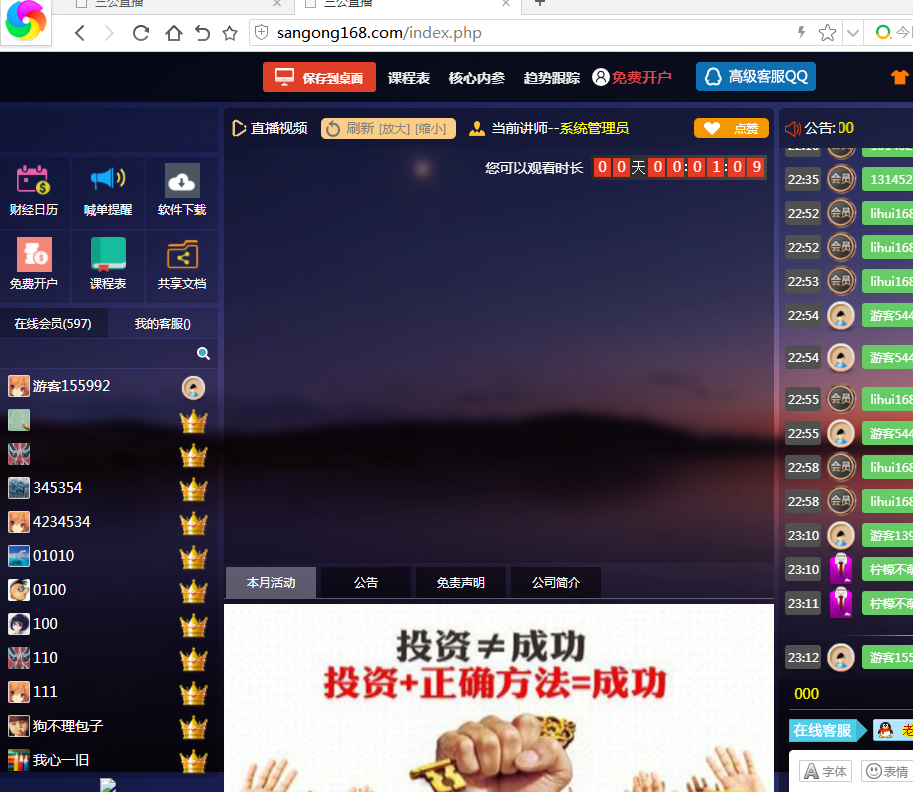 三公直播
三公直播
sangong168.com/index.php
今
保存到桌面 课程表 核心内参 趋势跟踪 免费开户 高级客服QQ
财经日历 喊单提醒 软件下载
免费开户 课程表 共享文档
在线会员(597) 我的客服()
游客155992
345354
4234534
01010
0100
100
110
111
狗不理包子
我心一旧
直播视频 刷新 [放大] [缩小] 当前讲师--系统管理员 点赞
您可以观看时长 00天00:01:09
本月活动 公告 免责声明 公司简介
投资≠成功
投资+正确方法=成功
公告:00
22:35 会员 131452
22:52 会员 lihui168
22:52 会员 lihui168
22:53 会员 lihui168
22:54 游客544
22:54 游客544
22:55 会员 lihui168
22:55 游客544
22:58 会员 lihui168
22:58 会员 lihui168
23:10 游客139
23:10 柠檬不萌
23:11 柠檬不萌
23:12 游客155
000
在线客服 老
字体 表情